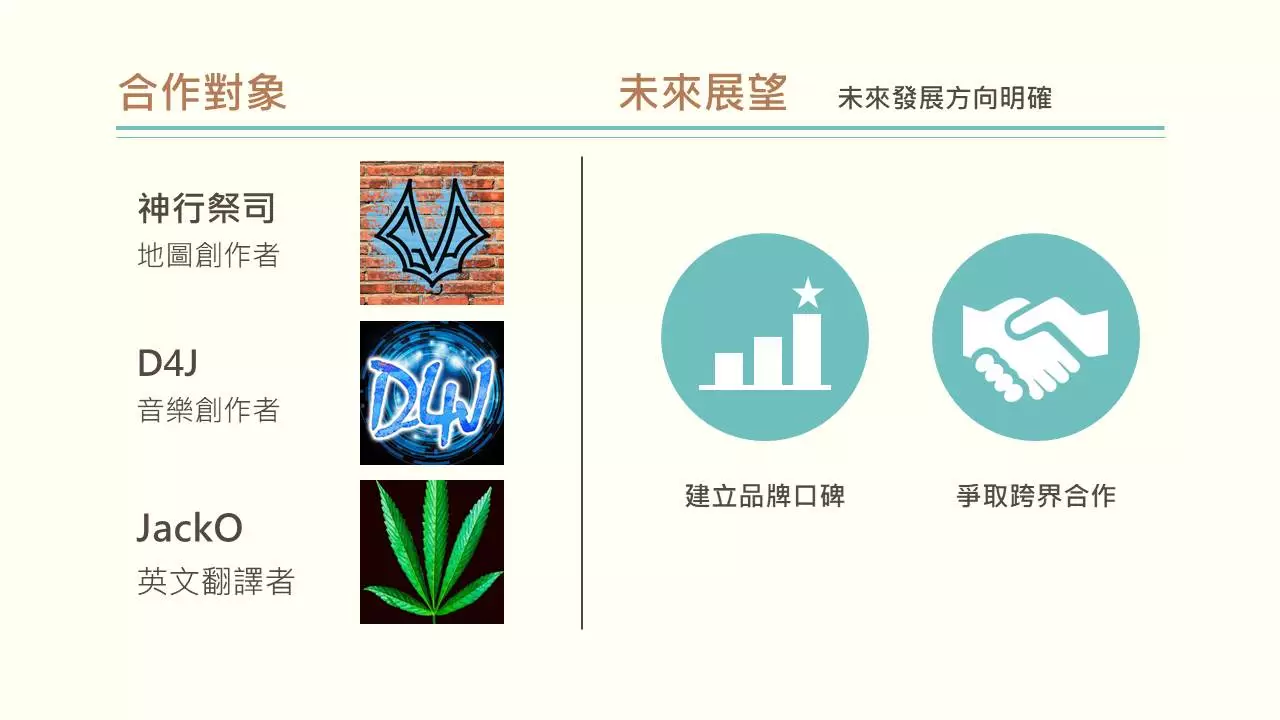 合作對象
神行祭司
地圖創作者
D4J
音樂創作者
D4J
JackO
英文翻譯者
未來展望 未來發展方向明確
建立品牌口碑
爭取跨界合作